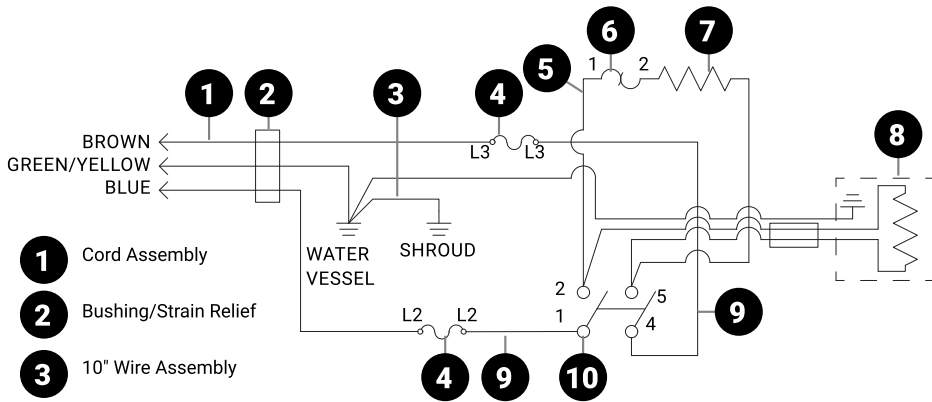 6
7
1
2
5
1
2
3
4
8
BROWN
GREEN/YELLOW
BLUE
L3
L3
WATER
VESSEL
SHROUD
1
Cord Assembly
2
Bushing/Strain Relief
3
10" Wire Assembly
2
5
1
4
L2
L2
9
4
9
10